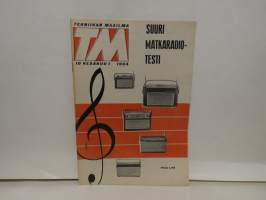 TEKNIIKAN MAAILMA
TM
10 KESÄKUU I 1964
SUURI
MATKARADIO-
TESTI